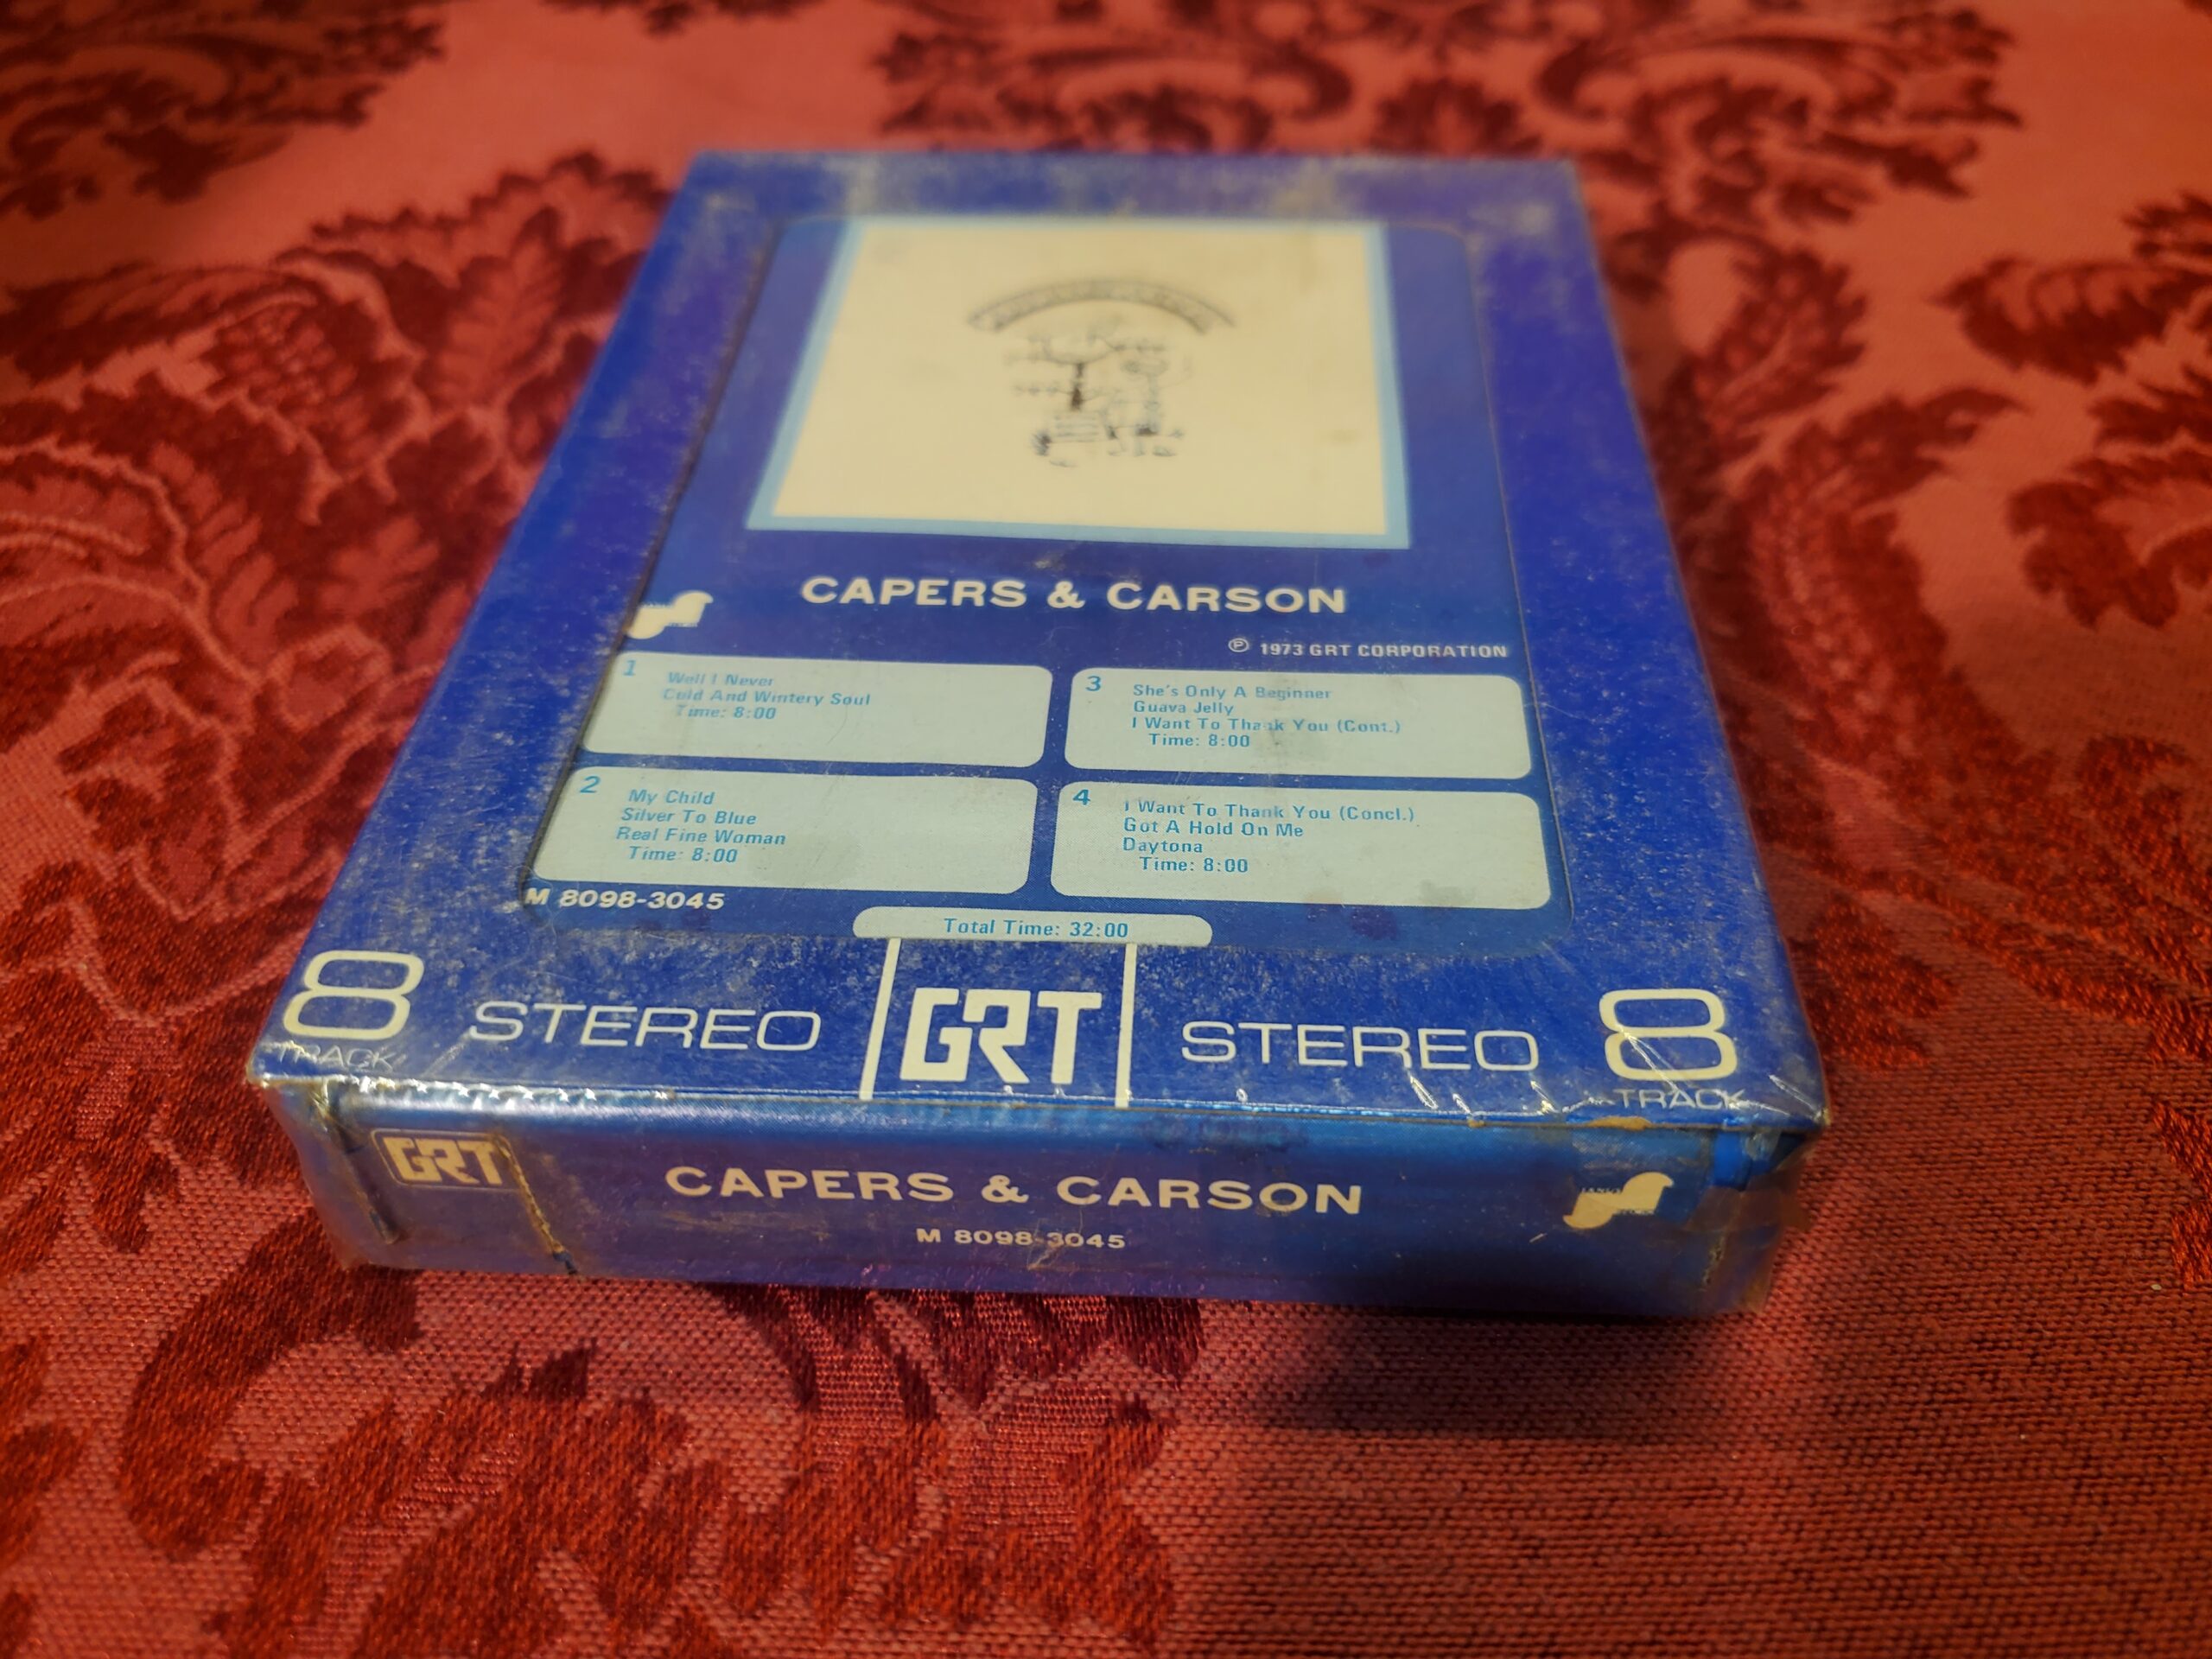 CAPERS & CARSON
℗ 1973 GRT CORPORATION
1
Well I Never
Cold And Wintery Soul
Time: 8:00
2
My Child
Silver To Blue
Real Fine Woman
Time: 8:00
3
She's Only A Beginner
Guava Jelly
I Want To Thank You (Cont.)
Time: 8:00
4
I Want To Thank You (Concl.)
Got A Hold On Me
Daytona
Time: 8:00
M 8098-3045
Total Time: 32:00
8 STEREO GRT STEREO 8
TRACK TRACK
GRT CAPERS & CARSON
M 8098-3045